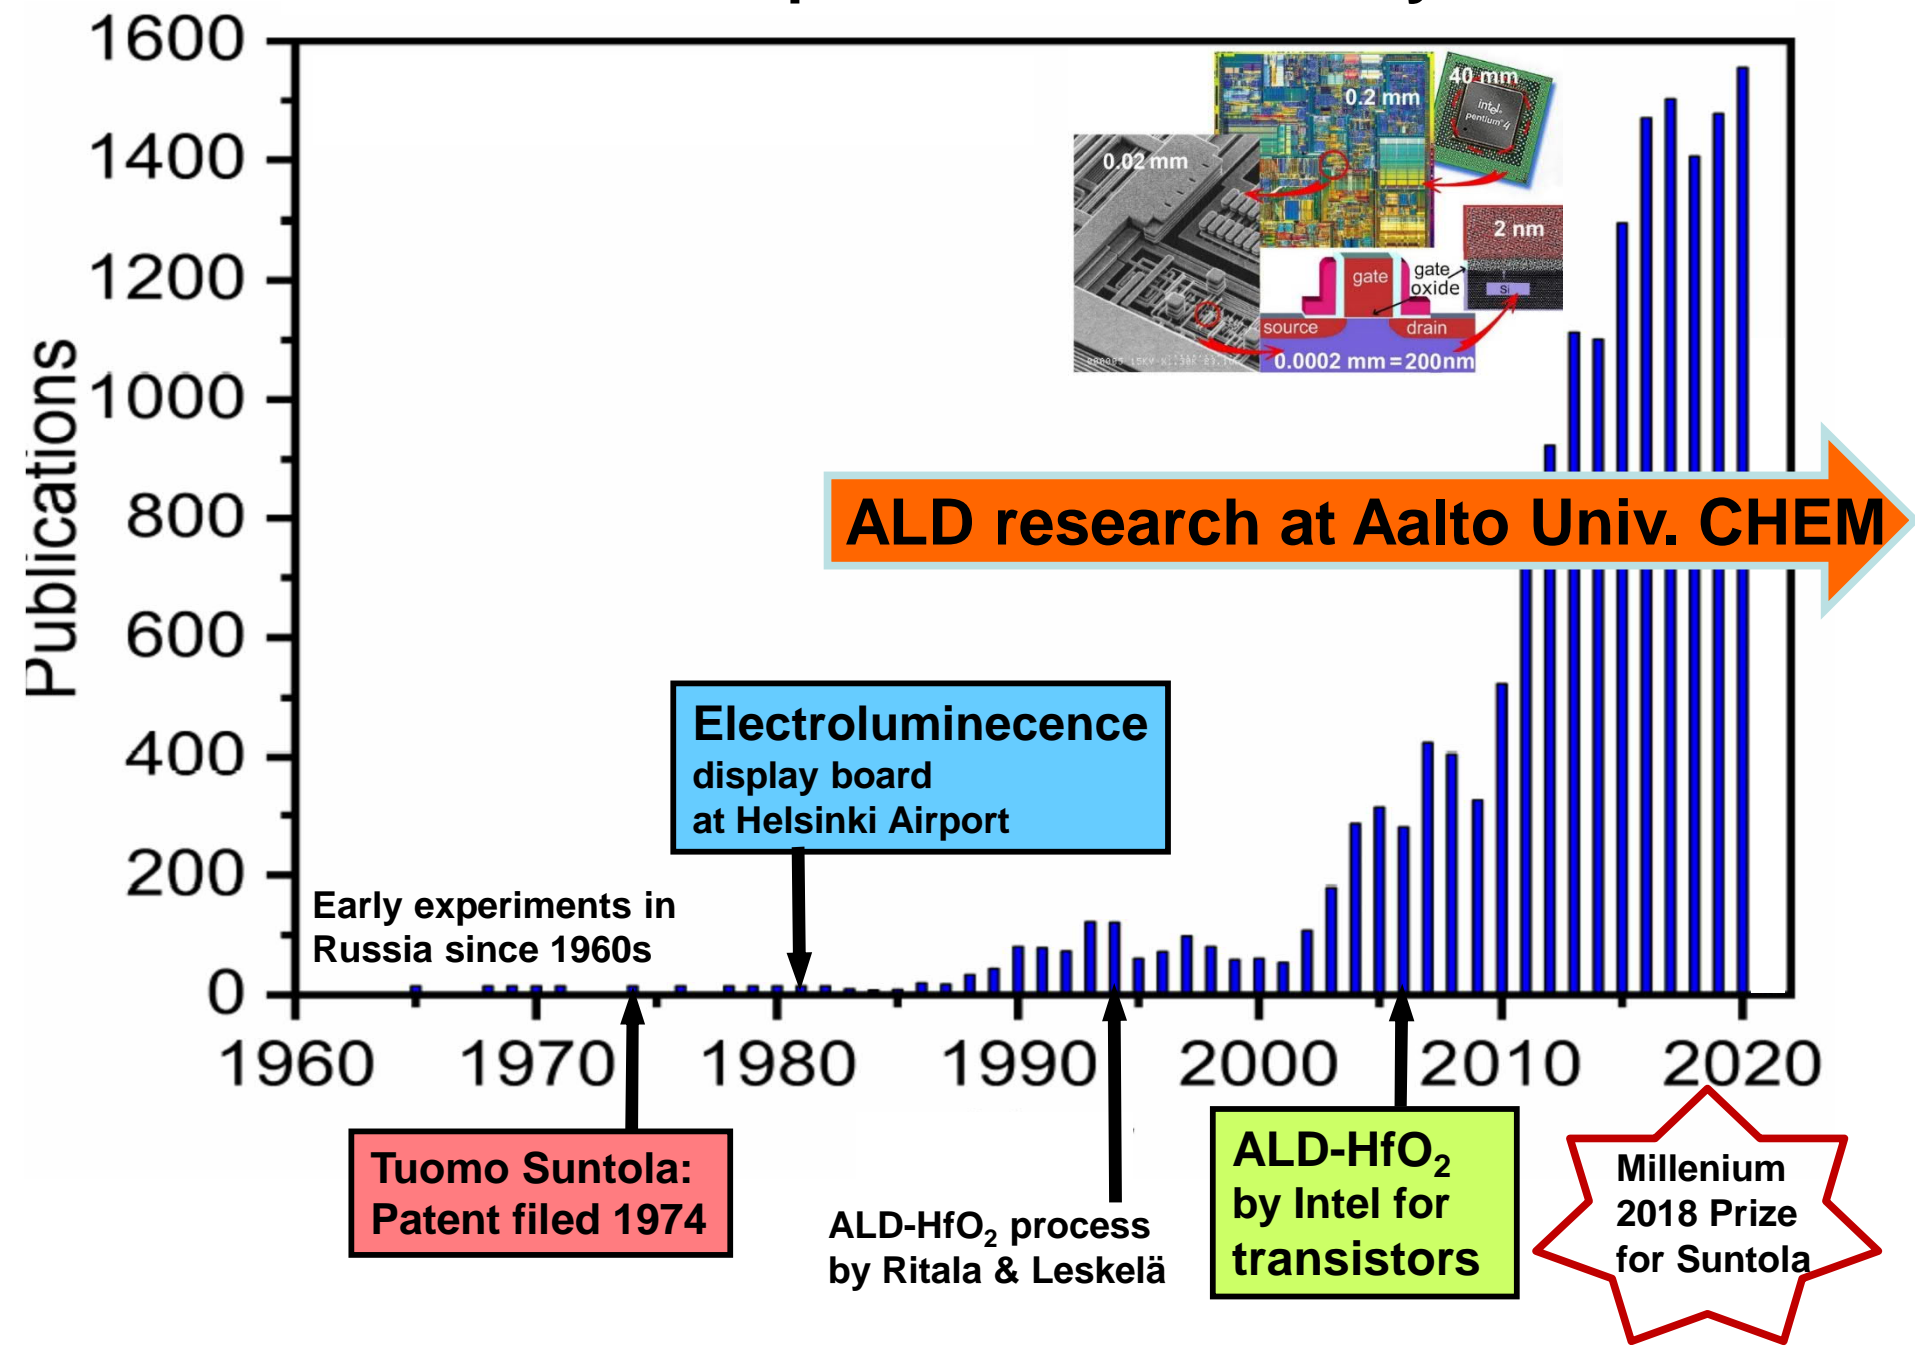 1600
1400
1200
1000
800
600
400
200
0
Publications
1960
1970
1980
1990
2000
2010
2020
0.02 mm
0.2 mm
40 mm
intel
pentium 4
2 nm
gate
gate
oxide
Si
source
drain
0.0002 mm = 200nm
ALD research at Aalto Univ. CHEM
Electroluminecence
display board
at Helsinki Airport
Early experiments in
Russia since 1960s
Tuomo Suntola:
Patent filed 1974
ALD-HfO₂ process
by Ritala & Leskelä
ALD-HfO₂
by Intel for
transistors
Millenium
2018 Prize
for Suntola